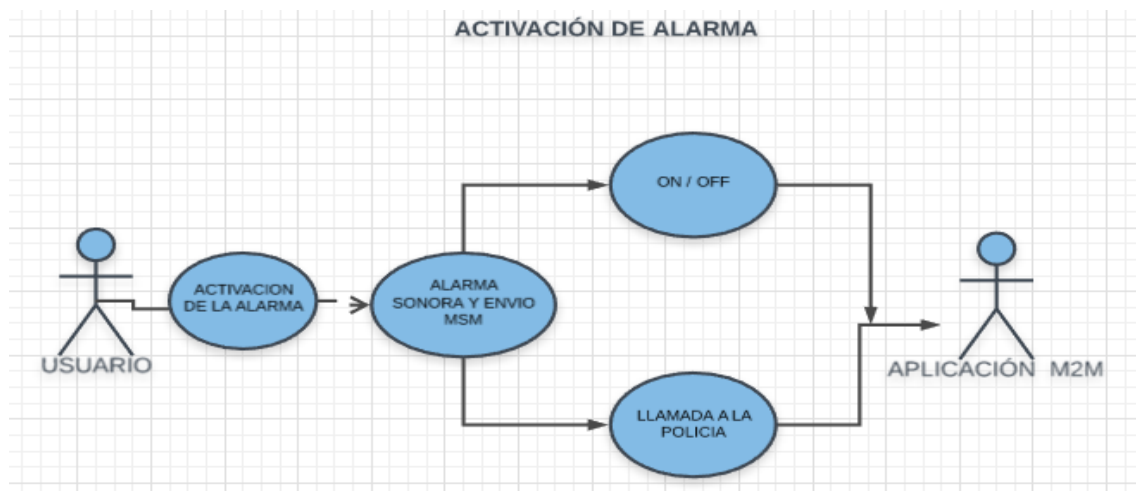 ACTIVACIÓN DE ALARMA
ON / OFF
ACTIVACION
DE LA ALARMA
ALARMA
SONORA Y ENVIO
MSM
USUARIO
APLICACIÓN M2M
LLAMADA A LA
POLICIA